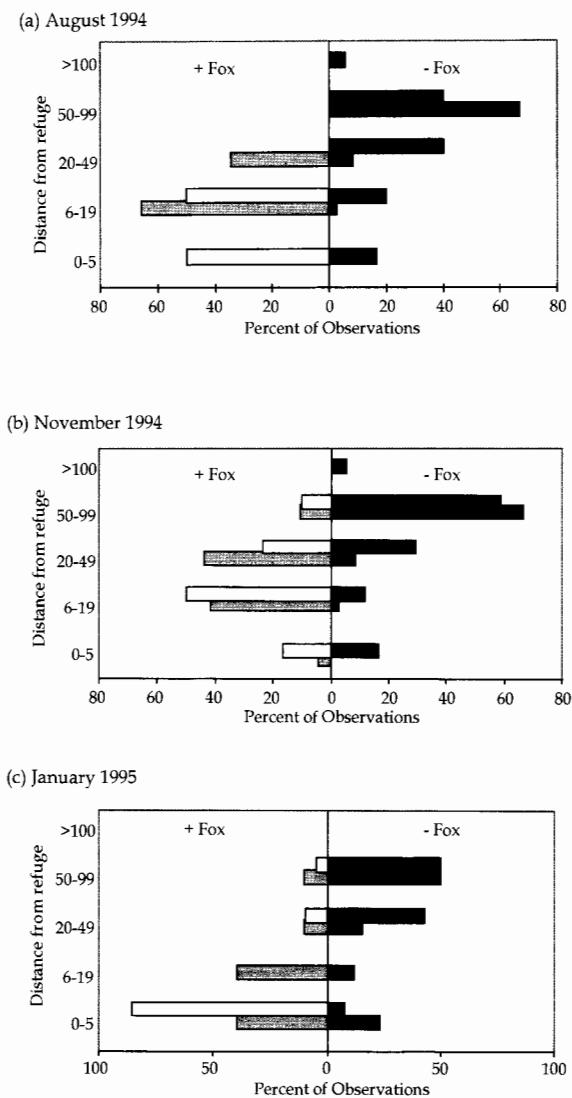 (a) August 1994
+ Fox
- Fox
Distance from refuge
>100
50-99
20-49
6-19
0-5
80 60 40 20 0 20 40 60 80
Percent of Observations
(b) November 1994
+ Fox
- Fox
Distance from refuge
>100
50-99
20-49
6-19
0-5
80 60 40 20 0 20 40 60 80
Percent of Observations
(c) January 1995
+ Fox
- Fox
Distance from refuge
>100
50-99
20-49
6-19
0-5
100 50 0 50 100
Percent of Observations